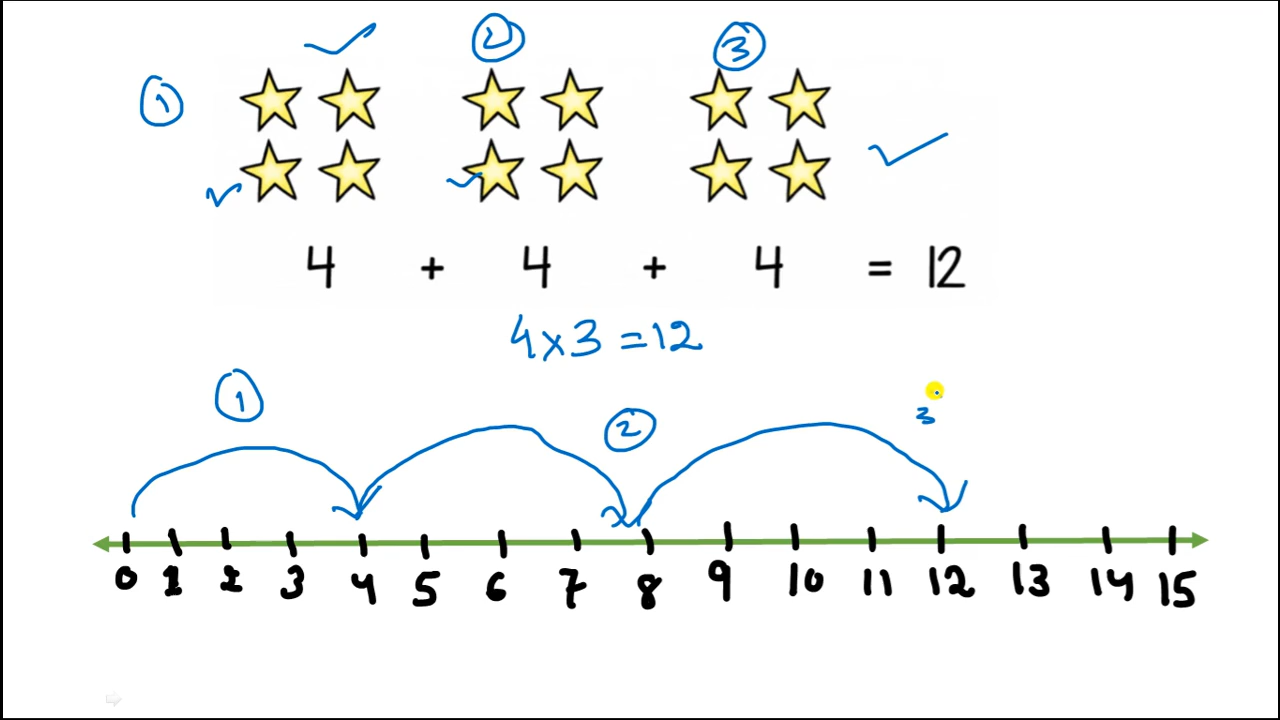 2 3
1
4 + 4 + 4 = 12
4x3 = 12
1 2 3
0 1 2 3 4 5 6 7 8 9 10 11 12 13 14 15